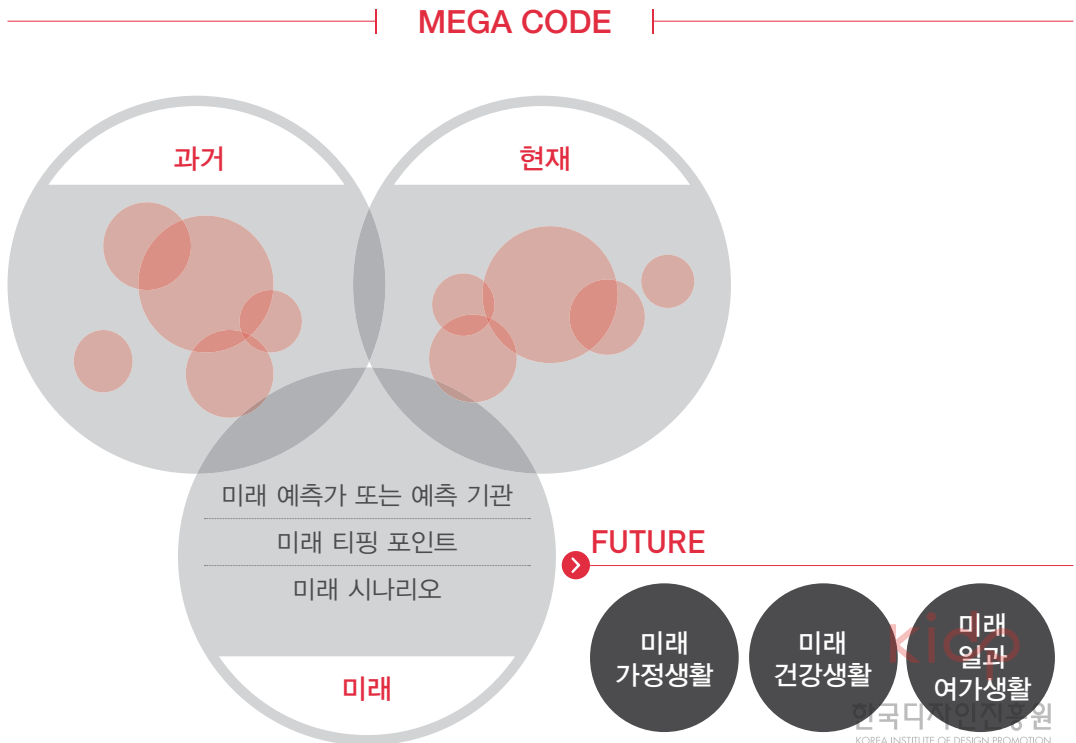 MEGA CODE
과거
현재
미래 예측가 또는 예측 기관
미래 티핑 포인트
미래 시나리오
미래
FUTURE
미래
가정생활
미래
건강생활
미래
일과
여가생활
kidp
한국디자인진흥원
KOREA INSTITUTE OF DESIGN PROMOTION